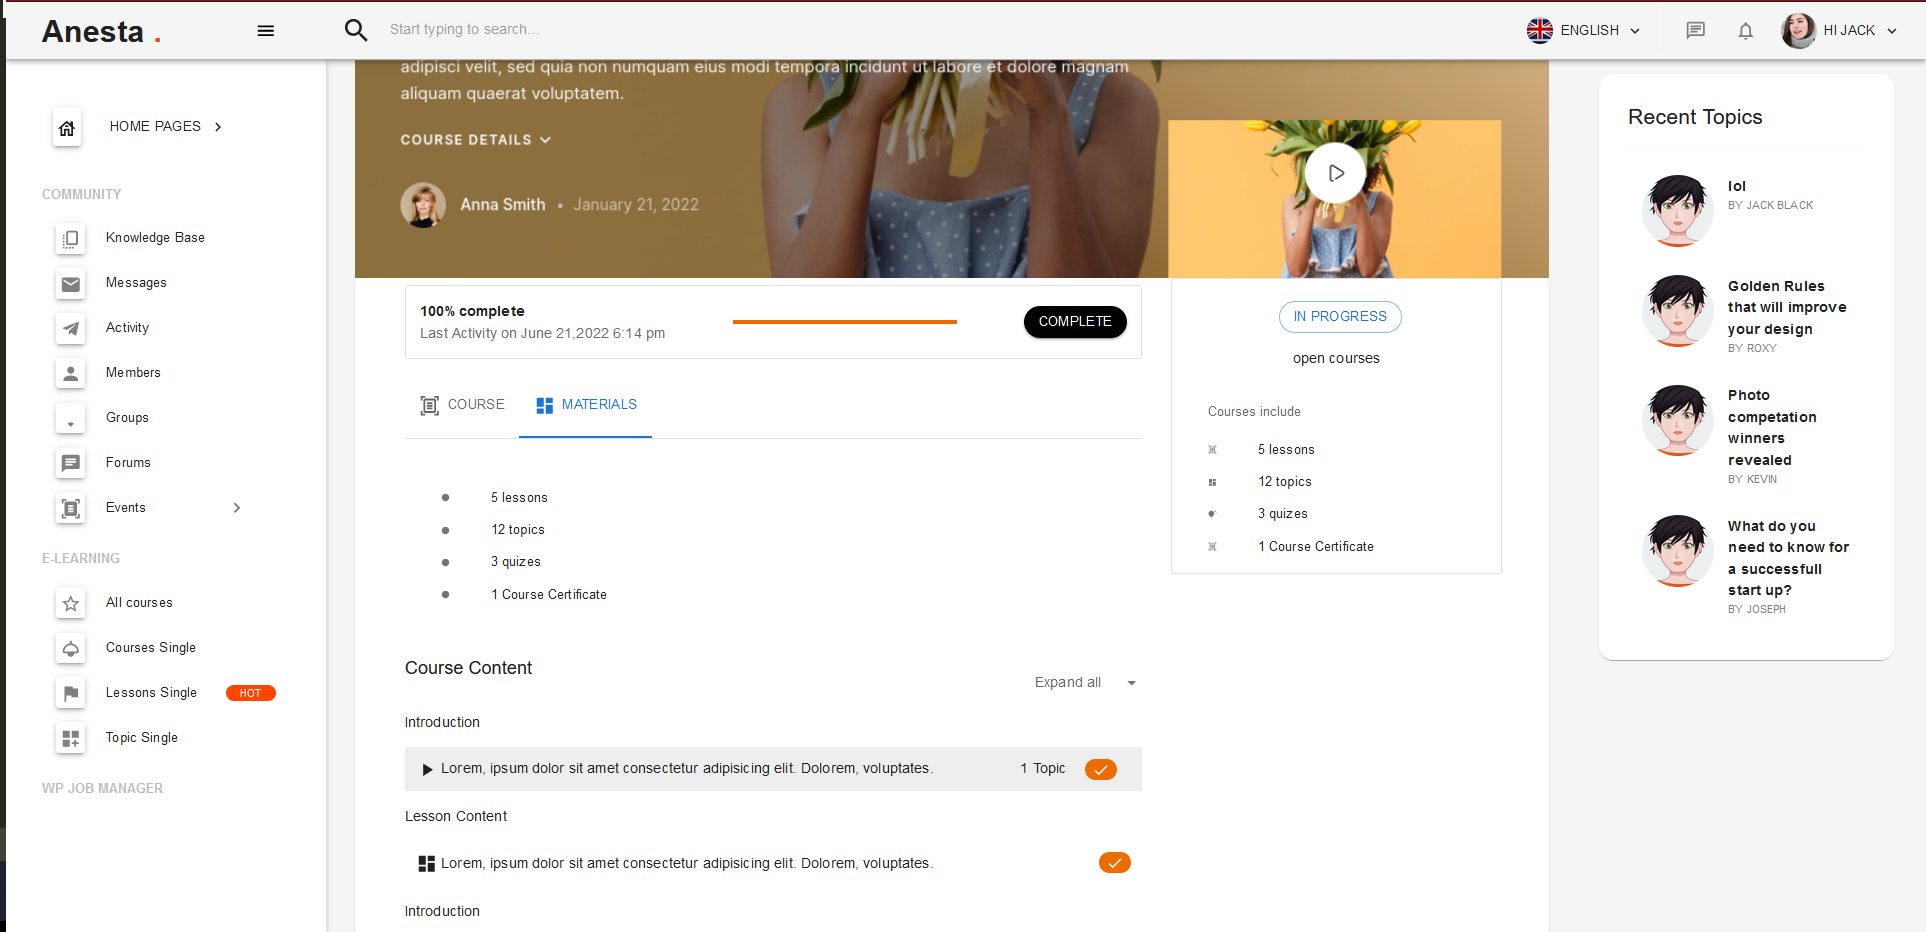 Anesta .
Start typing to search...
ENGLISH
HI JACK
HOME PAGES
COMMUNITY
Knowledge Base
Messages
Activity
Members
Groups
Forums
Events
E-LEARNING
All courses
Courses Single
Lessons Single
HOT
Topic Single
WP JOB MANAGER
adipisci velit, sed quia non numquam eius modi tempora incidunt ut labore et dolore magnam
aliquam quaerat voluptatem.
COURSE DETAILS
Anna Smith • January 21, 2022
100% complete
Last Activity on June 21,2022 6:14 pm
COMPLETE
COURSE
MATERIALS
5 lessons
12 topics
3 quizes
1 Course Certificate
Course Content
Expand all
Introduction
Lorem, ipsum dolor sit amet consectetur adipisicing elit. Dolorem, voluptates.
1 Topic
Lesson Content
Lorem, ipsum dolor sit amet consectetur adipisicing elit. Dolorem, voluptates.
Introduction
IN PROGRESS
open courses
Courses include
5 lessons
12 topics
3 quizes
1 Course Certificate
Recent Topics
lol
BY JACK BLACK
Golden Rules
that will improve
your design
BY ROXY
Photo
competation
winners
revealed
BY KEVIN
What do you
need to know for
a successfull
start up?
BY JOSEPH